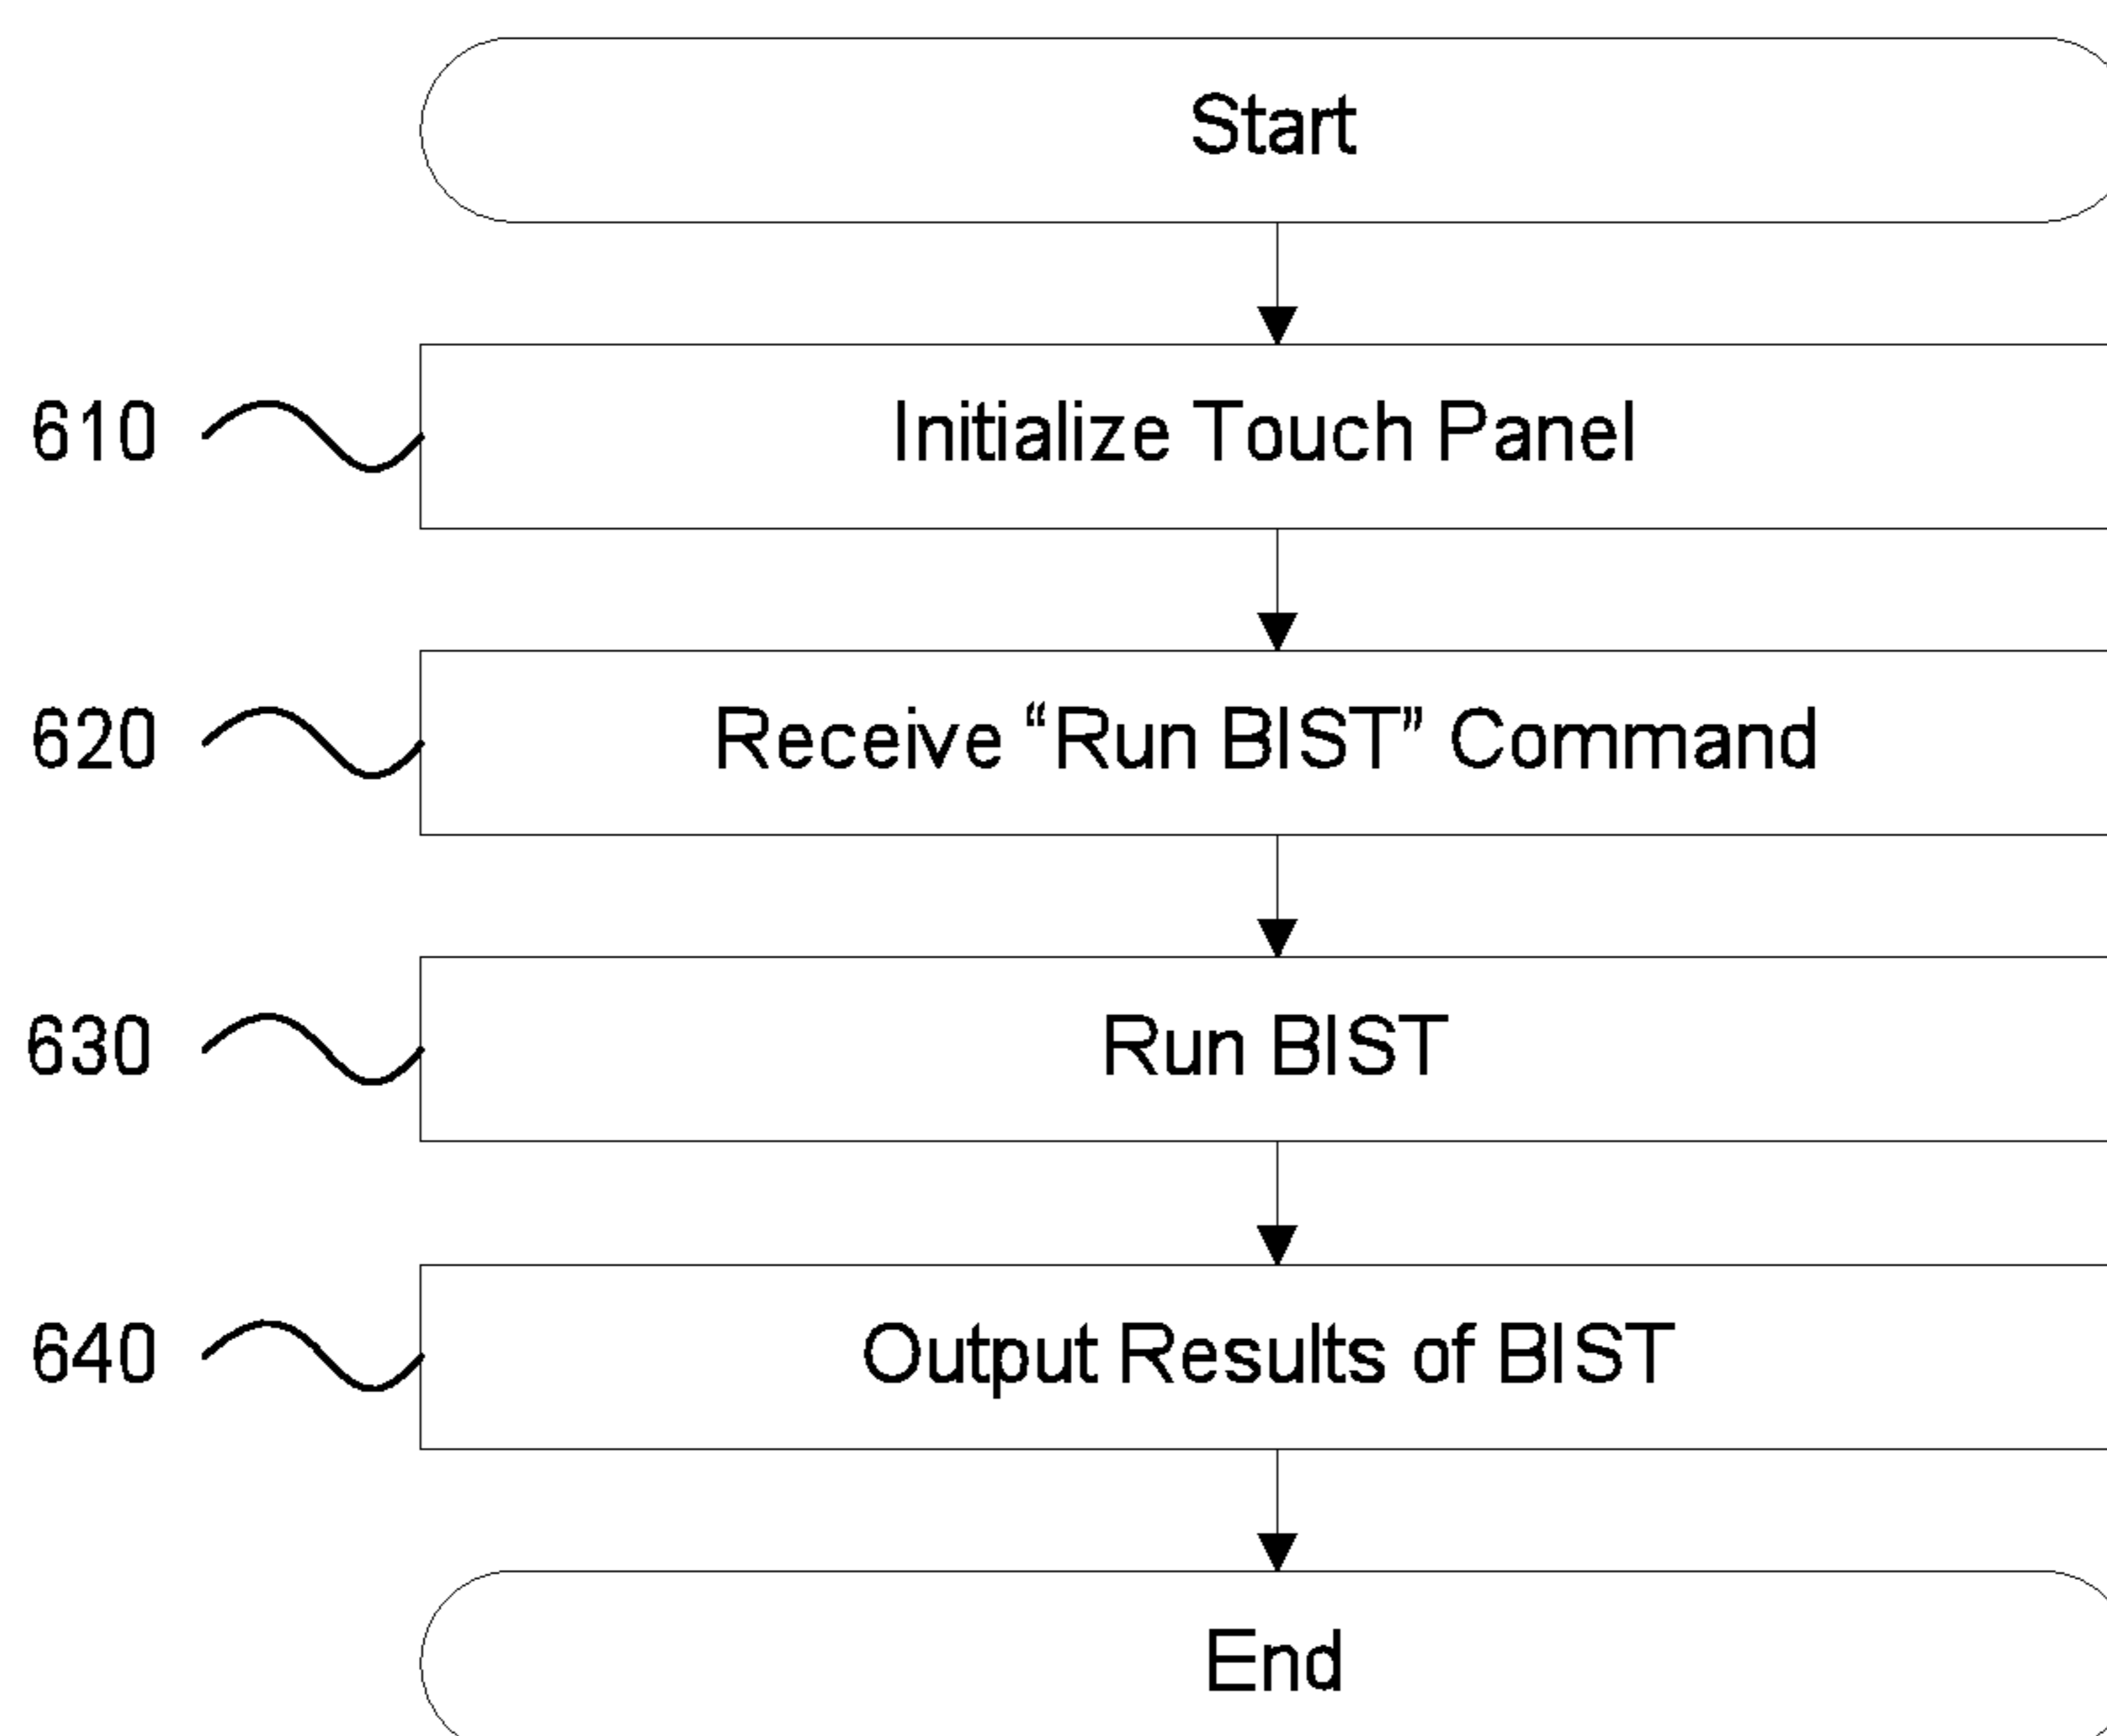 Start
610 Initialize Touch Panel
620 Receive “Run BIST” Command
630 Run BIST
640 Output Results of BIST
End